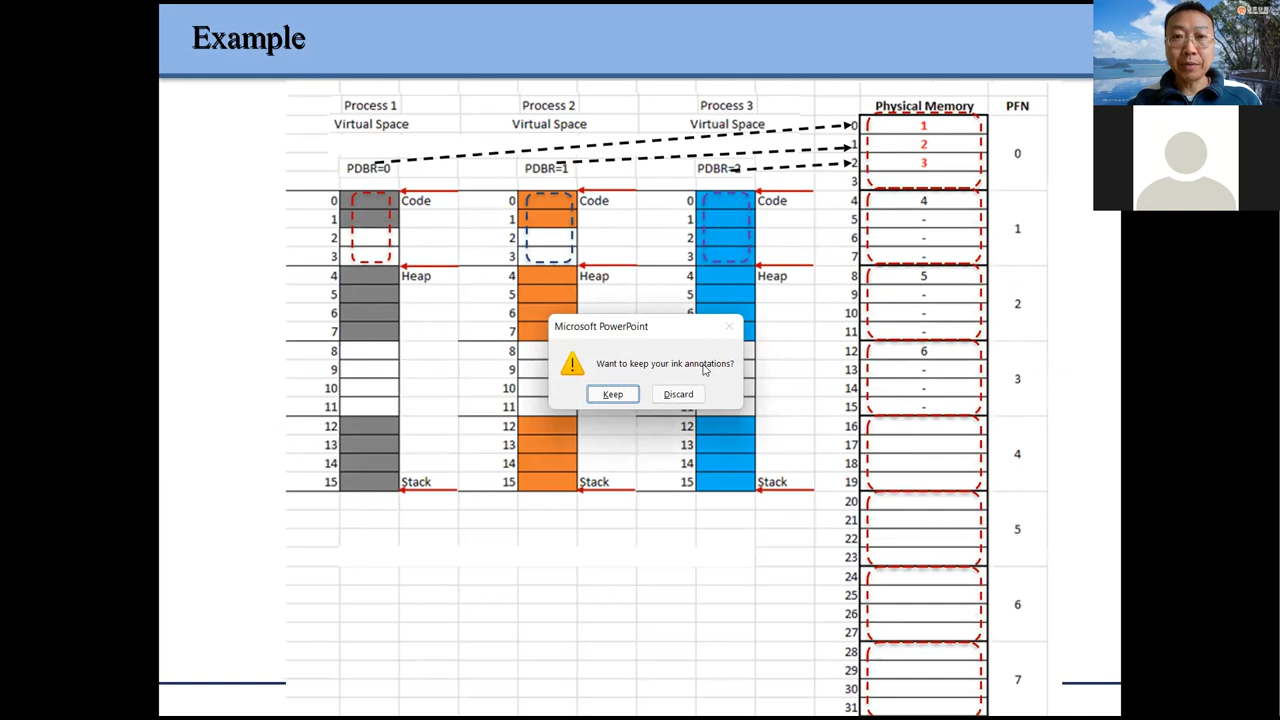 Example
Process 1 Process 2 Process 3 Physical Memory PFN
Virtual Space Virtual Space Virtual Space 0 1
1 2
0
PDBR=0 PDBR=1 PDBR=2 2 3
3
0 Code 0 Code 0 Code 4 4
1 1 1 5 -
1
2 2 2 6 -
3 3 3 7 -
4 Heap 4 Heap 4 Heap 8 5
5 5 5 9 -
2
6 6 6 10 -
7 7 11 -
8 8 12 6
9 9 13 -
3
10 10 14 -
11 11 11 15 -
12 12 12 16
13 13 13 17
4
14 14 14 18
15 Stack 15 Stack 15 Stack 19
20
21
5
22
23
24
25
6
26
27
28
29
7
30
31
Microsoft PowerPoint
Want to keep your ink annotations?
Keep Discard